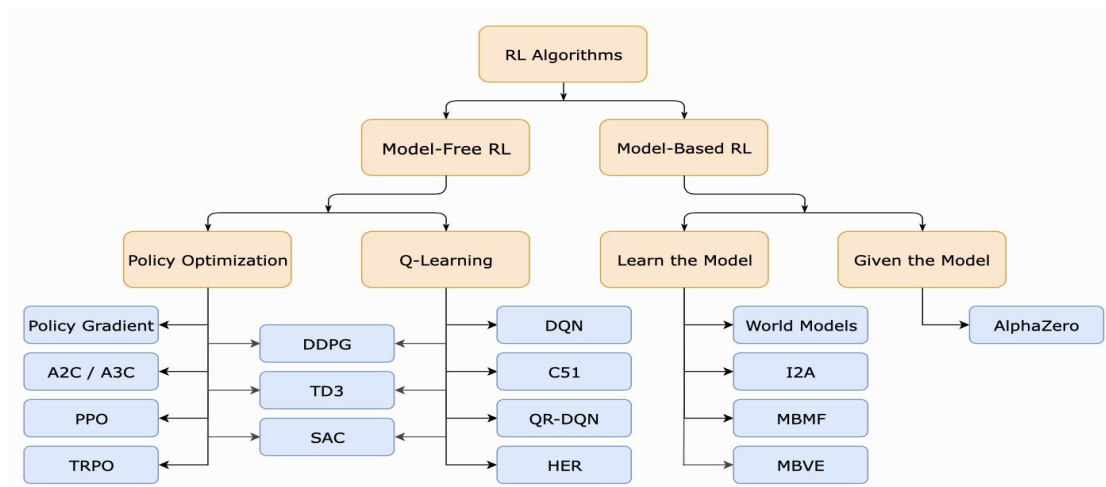 RL Algorithms
Model-Free RL
Model-Based RL
Policy Optimization
Q-Learning
Learn the Model
Given the Model
Policy Gradient
DDPG
DQN
World Models
AlphaZero
A2C / A3C
TD3
C51
I2A
PPO
SAC
QR-DQN
MBMF
TRPO
HER
MBVE